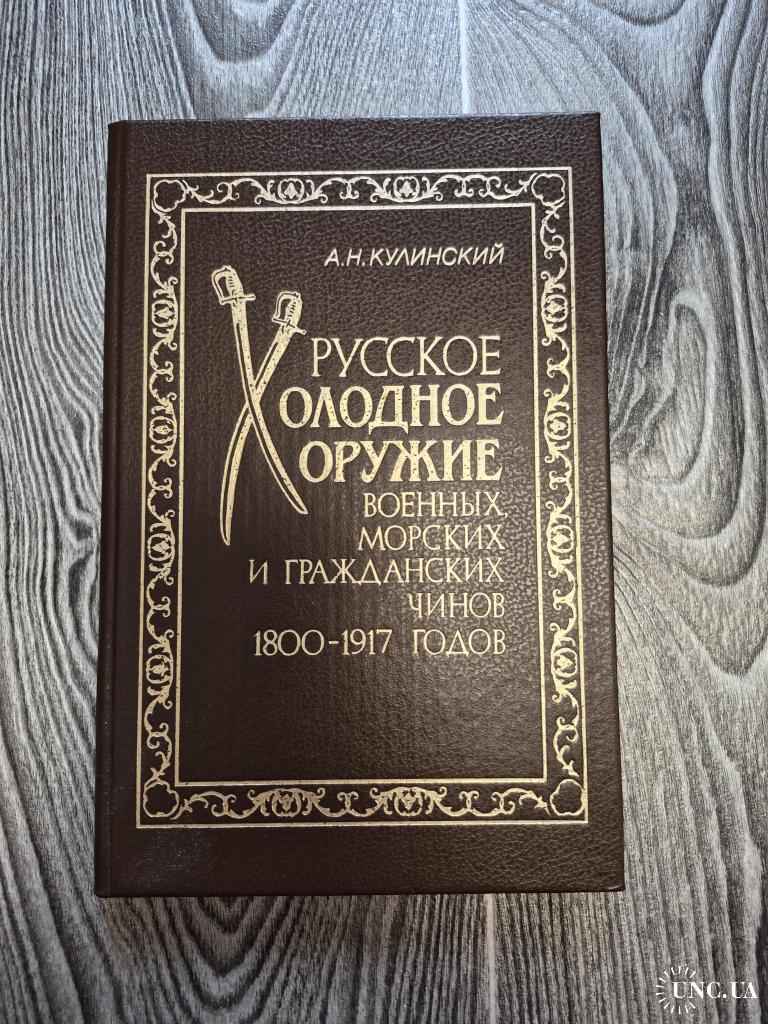 А.Н.КУЛИНСКИЙ
РУССКОЕ
ХОЛОДНОЕ
ОРУЖИЕ
ВОЕННЫХ,
МОРСКИХ
И ГРАЖДАНСКИХ
ЧИНОВ
1800-1917 ГОДОВ
UNC.UA